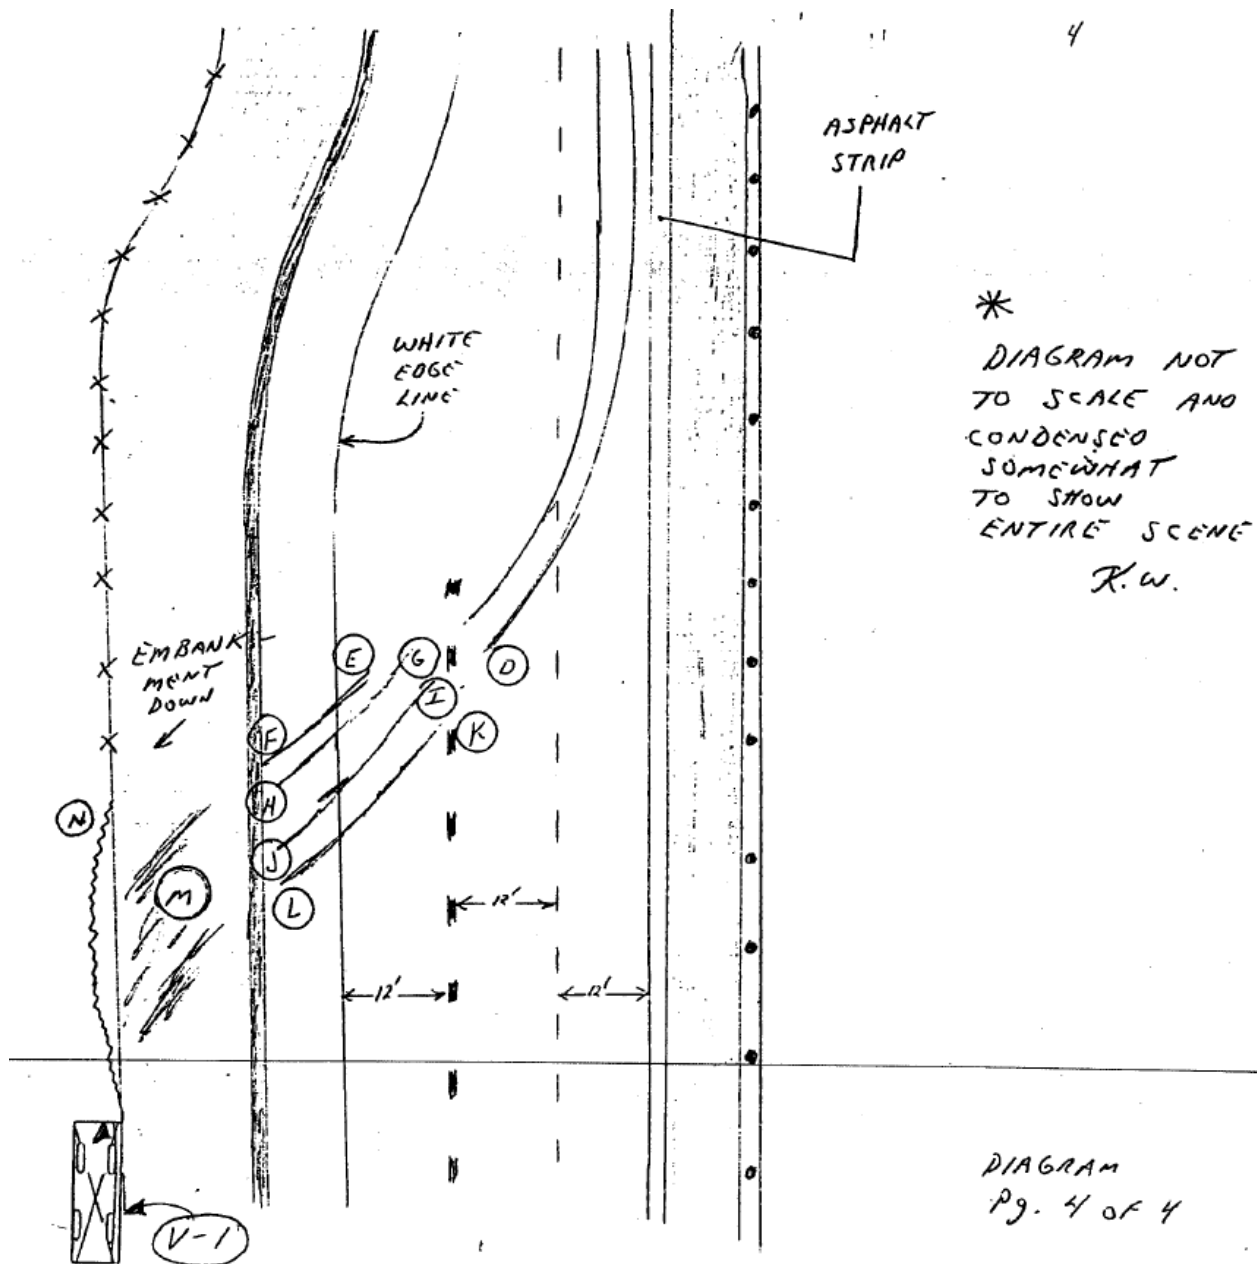 4
ASPHALT
STRIP
WHITE
EDGE
LINE
*
DIAGRAM NOT
TO SCALE AND
CONDENSED
SOMEWHAT
TO SHOW
ENTIRE SCENE
K.W.
EMBANK-
MENT
DOWN
E
G
D
I
F
K
H
N
J
M
L
12'
12'
12'
V-1
DIAGRAM
Pg. 4 OF 4